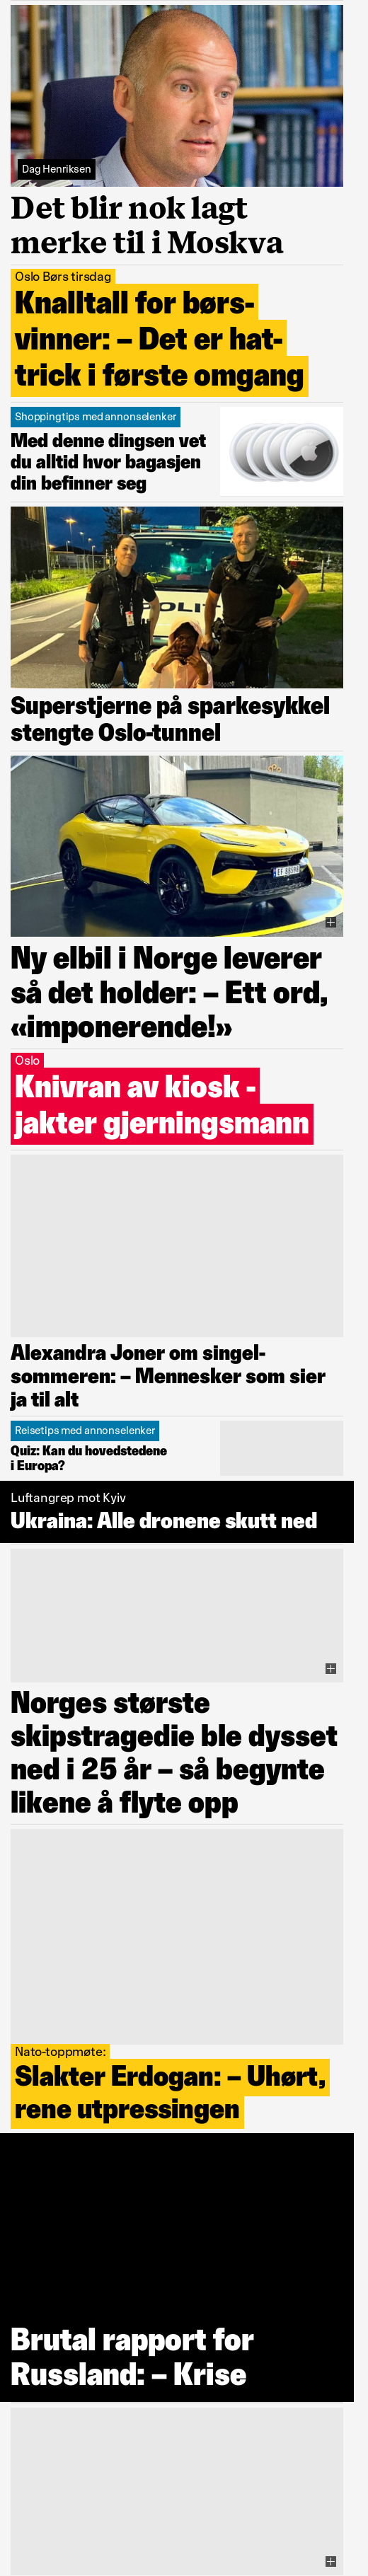 Dag Henriksen
Det blir nok lagt
merke til i Moskva
Oslo Børs tirsdag
Knalltall for børs-
vinner: – Det er hat-
trick i første omgang
Shoppingtips med annonselenker
Med denne dingsen vet
du alltid hvor bagasjen
din befinner seg
POLIT
Superstjerne på sparkesykkel
stengte Oslo-tunnel
Ny elbil i Norge leverer
så det holder: – Ett ord,
«imponerende!»
Oslo
Knivran av kiosk -
jakter gjerningsmann
Alexandra Joner om singel-
sommeren: – Mennesker som sier
ja til alt
Reisetips med annonselenker
Quiz: Kan du hovedstedene
i Europa?
Luftangrep mot Kyiv
Ukraina: Alle dronene skutt ned
Norges største
skipstragedie ble dysset
ned i 25 år – så begynte
likene å flyte opp
Nato-toppmøte:
Slakter Erdogan: – Uhørt,
rene utpressingen
Brutal rapport for
Russland: – Krise